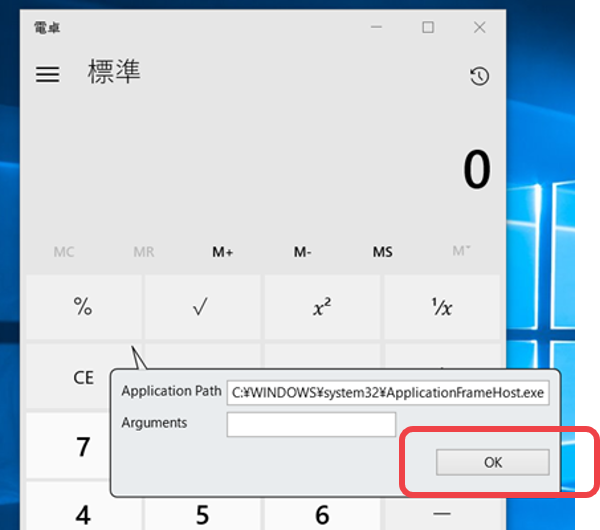 電卓
標準
0
MC MR M+ M- MS M˅
% √ x² ¹/x
CE
Application Path C:¥WINDOWS¥system32¥ApplicationFrameHost.exe
Arguments
7
OK
4 5 6 —